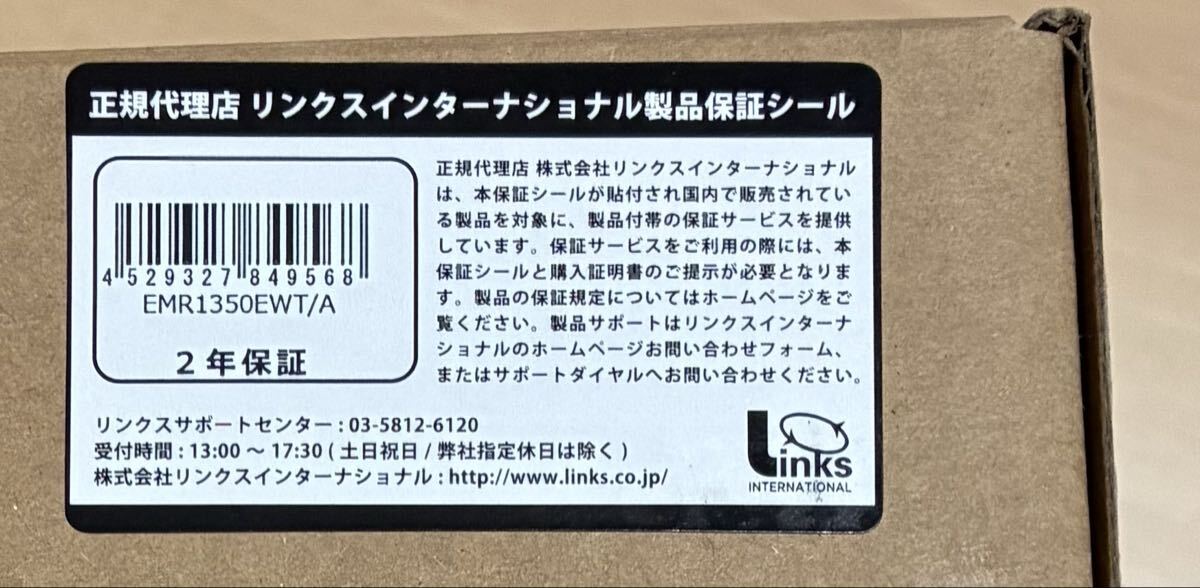 正規代理店 リンクスインターナショナル製品保証シール
4 529327 849568
EMR1350EWT/A
2年保証
正規代理店 株式会社リンクスインターナショナル
は、本保証シールが貼付され国内で販売されてい
る製品を対象に、製品付帯の保証サービスを提供
しています。保証サービスをご利用の際には、本
保証シールと購入証明書のご提示が必要となりま
す。製品の保証規定についてはホームページをご
覧ください。製品サポートはリンクスインターナ
ショナルのホームページお問い合わせフォーム、
またはサポートダイヤルへお問い合わせください。
リンクスサポートセンター : 03-5812-6120
受付時間 : 13:00 ～ 17:30 ( 土日祝日 / 弊社指定休日は除く )
株式会社リンクスインターナショナル : http://www.links.co.jp/
Links
INTERNATIONAL